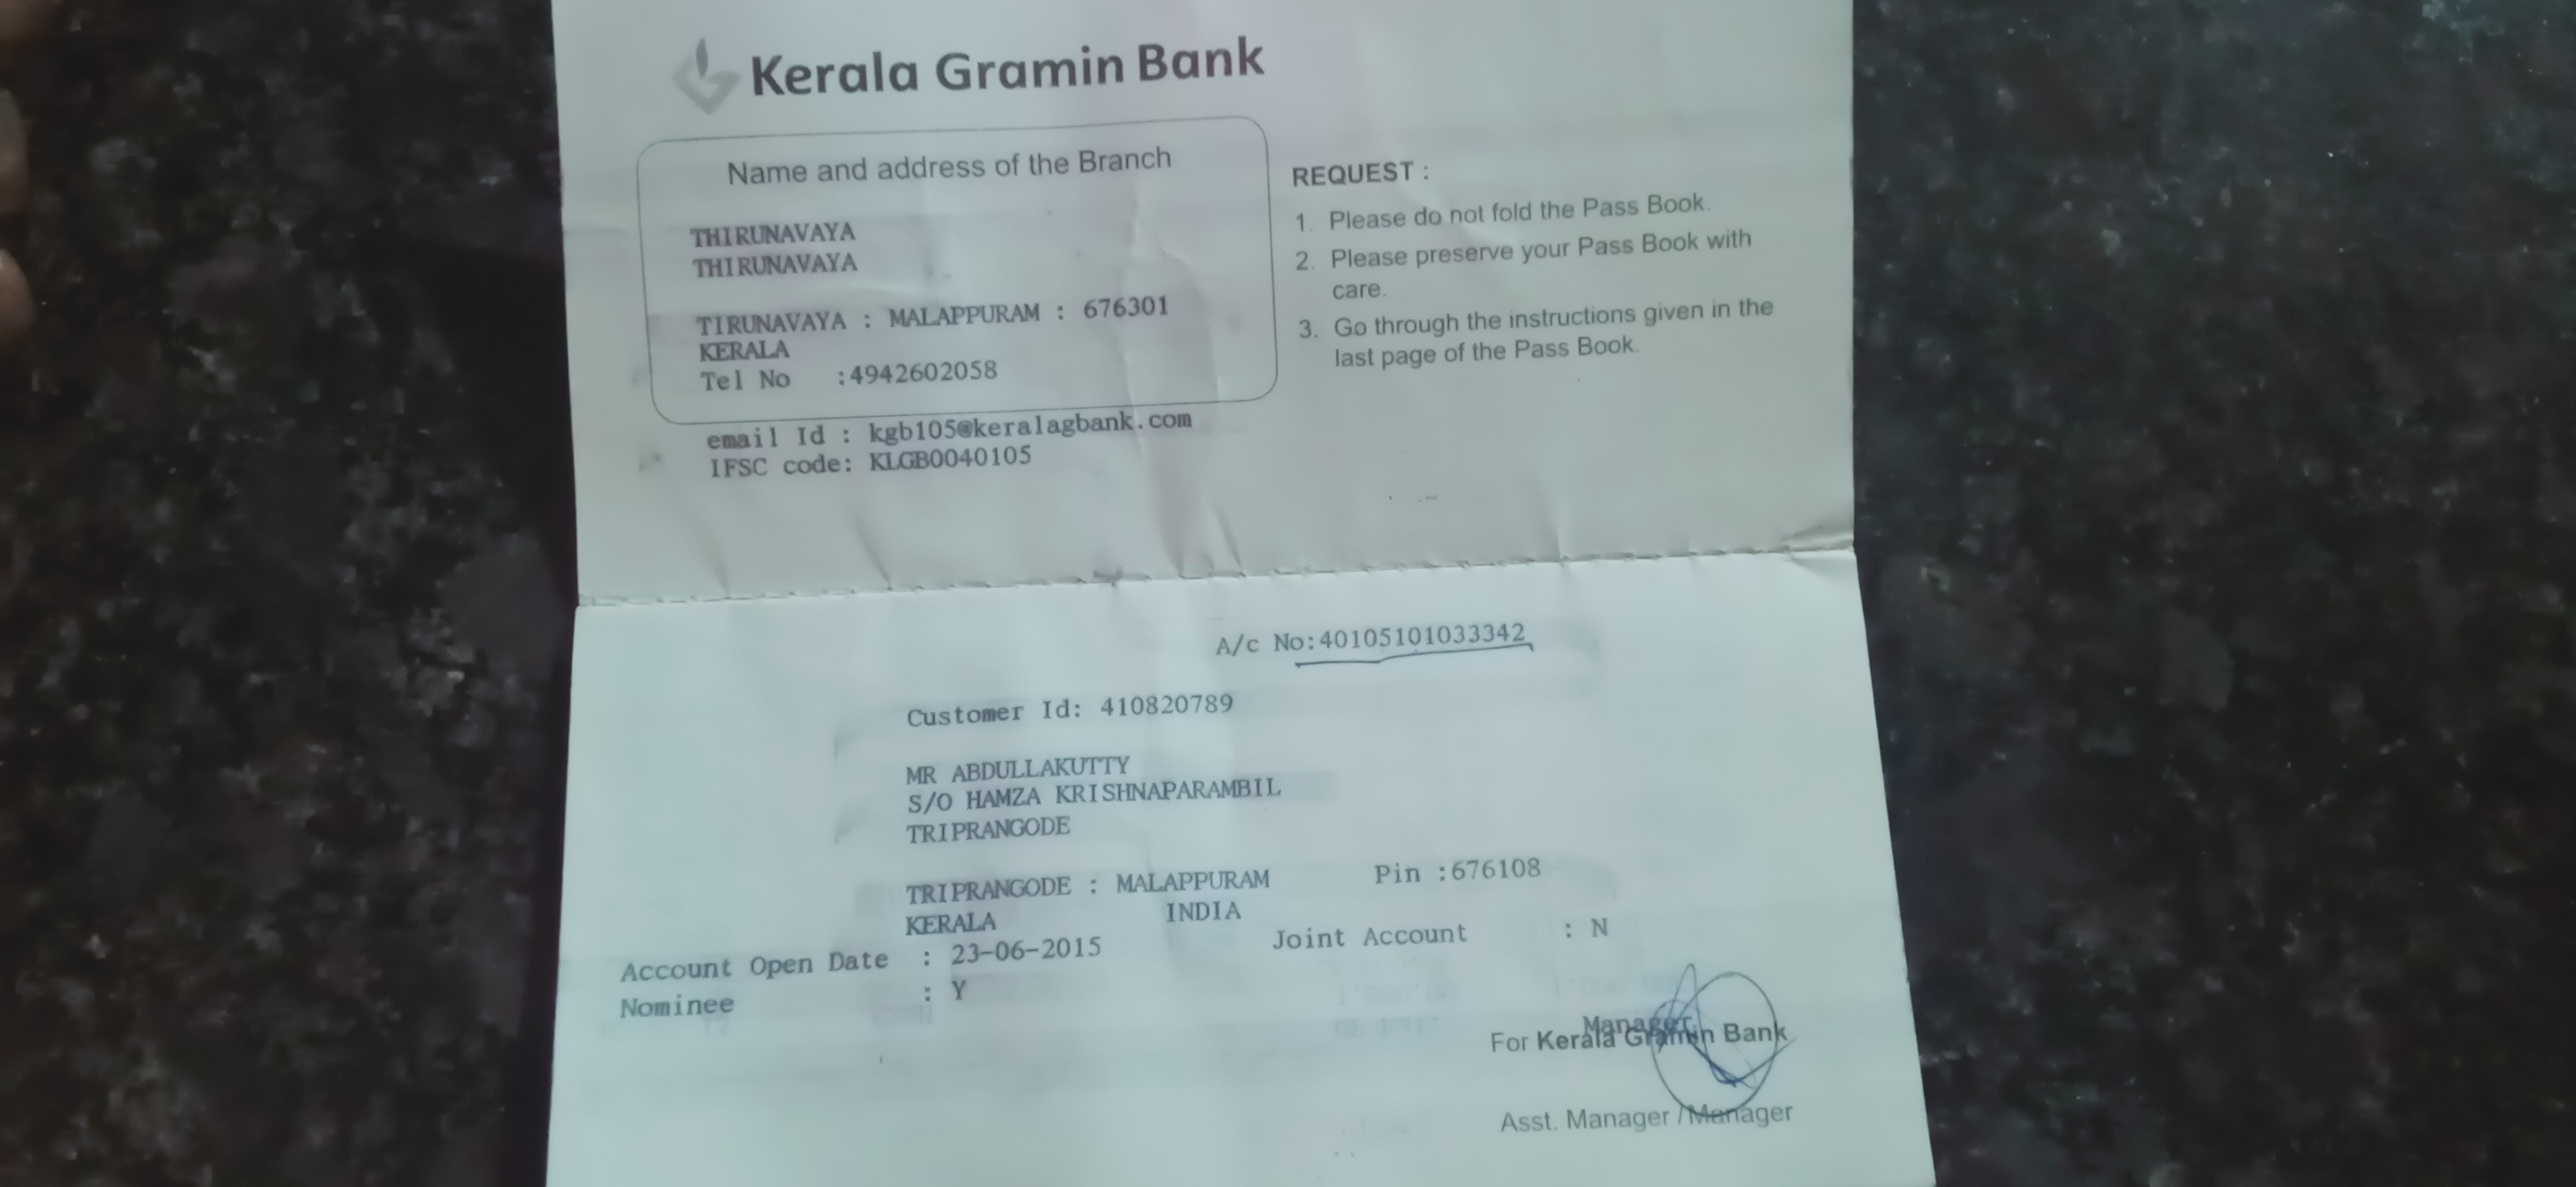 Kerala Gramin Bank
Name and address of the Branch
THIRUNAVAYA
THIRUNAVAYA
TIRUNAVAYA : MALAPPURAM : 676301
KERALA
Tel No :4942602058
email Id : kgb105@keralagbank.com
IFSC code: KLGB0040105
REQUEST :
1. Please do not fold the Pass Book.
2. Please preserve your Pass Book with
care.
3. Go through the instructions given in the
last page of the Pass Book.
A/c No:40105101033342
Customer Id: 410820789
MR ABDULLAKUTTY
S/O HAMZA KRISHNAPARAMBIL
TRIPRANGODE
TRIPRANGODE : MALAPPURAM Pin :676108
KERALA INDIA
Account Open Date : 23-06-2015 Joint Account : N
Nominee : Y
Manager
For Kerala Gramin Bank
Asst. Manager / Manager